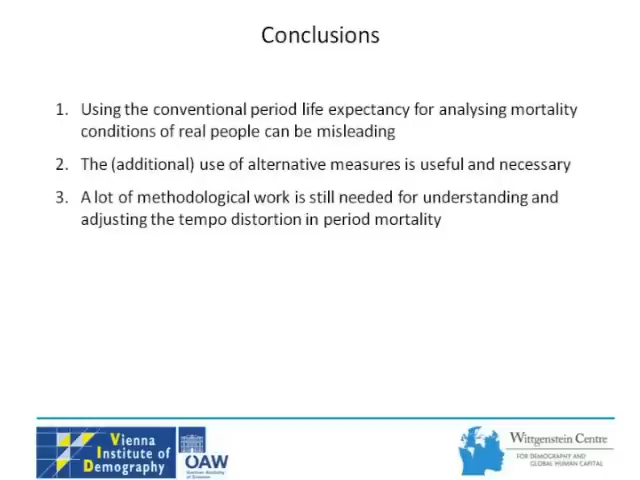 Conclusions
1. Using the conventional period life expectancy for analysing mortality
conditions of real people can be misleading
2. The (additional) use of alternative measures is useful and necessary
3. A lot of methodological work is still needed for understanding and
adjusting the tempo distortion in period mortality
Vienna
Institute of
Demography
ÖAW
Wittgenstein Centre
FOR DEMOGRAPHY AND
GLOBAL HUMAN CAPITAL